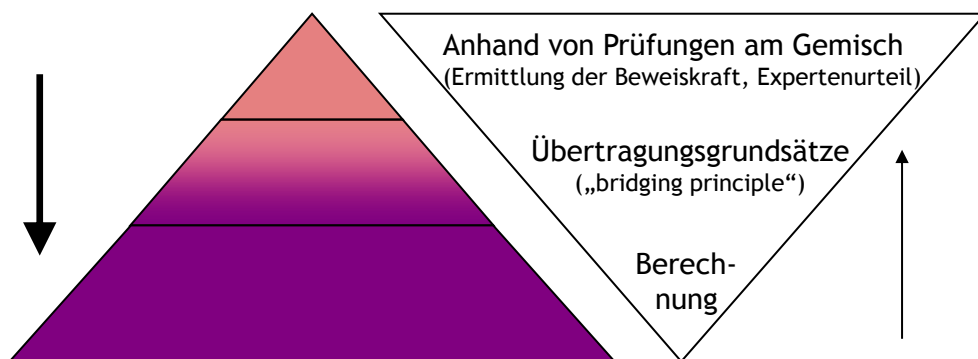 Anhand von Prüfungen am Gemisch
(Ermittlung der Beweiskraft, Expertenurteil)
Übertragungsgrundsätze
(„bridging principle“)
Berech-
nung